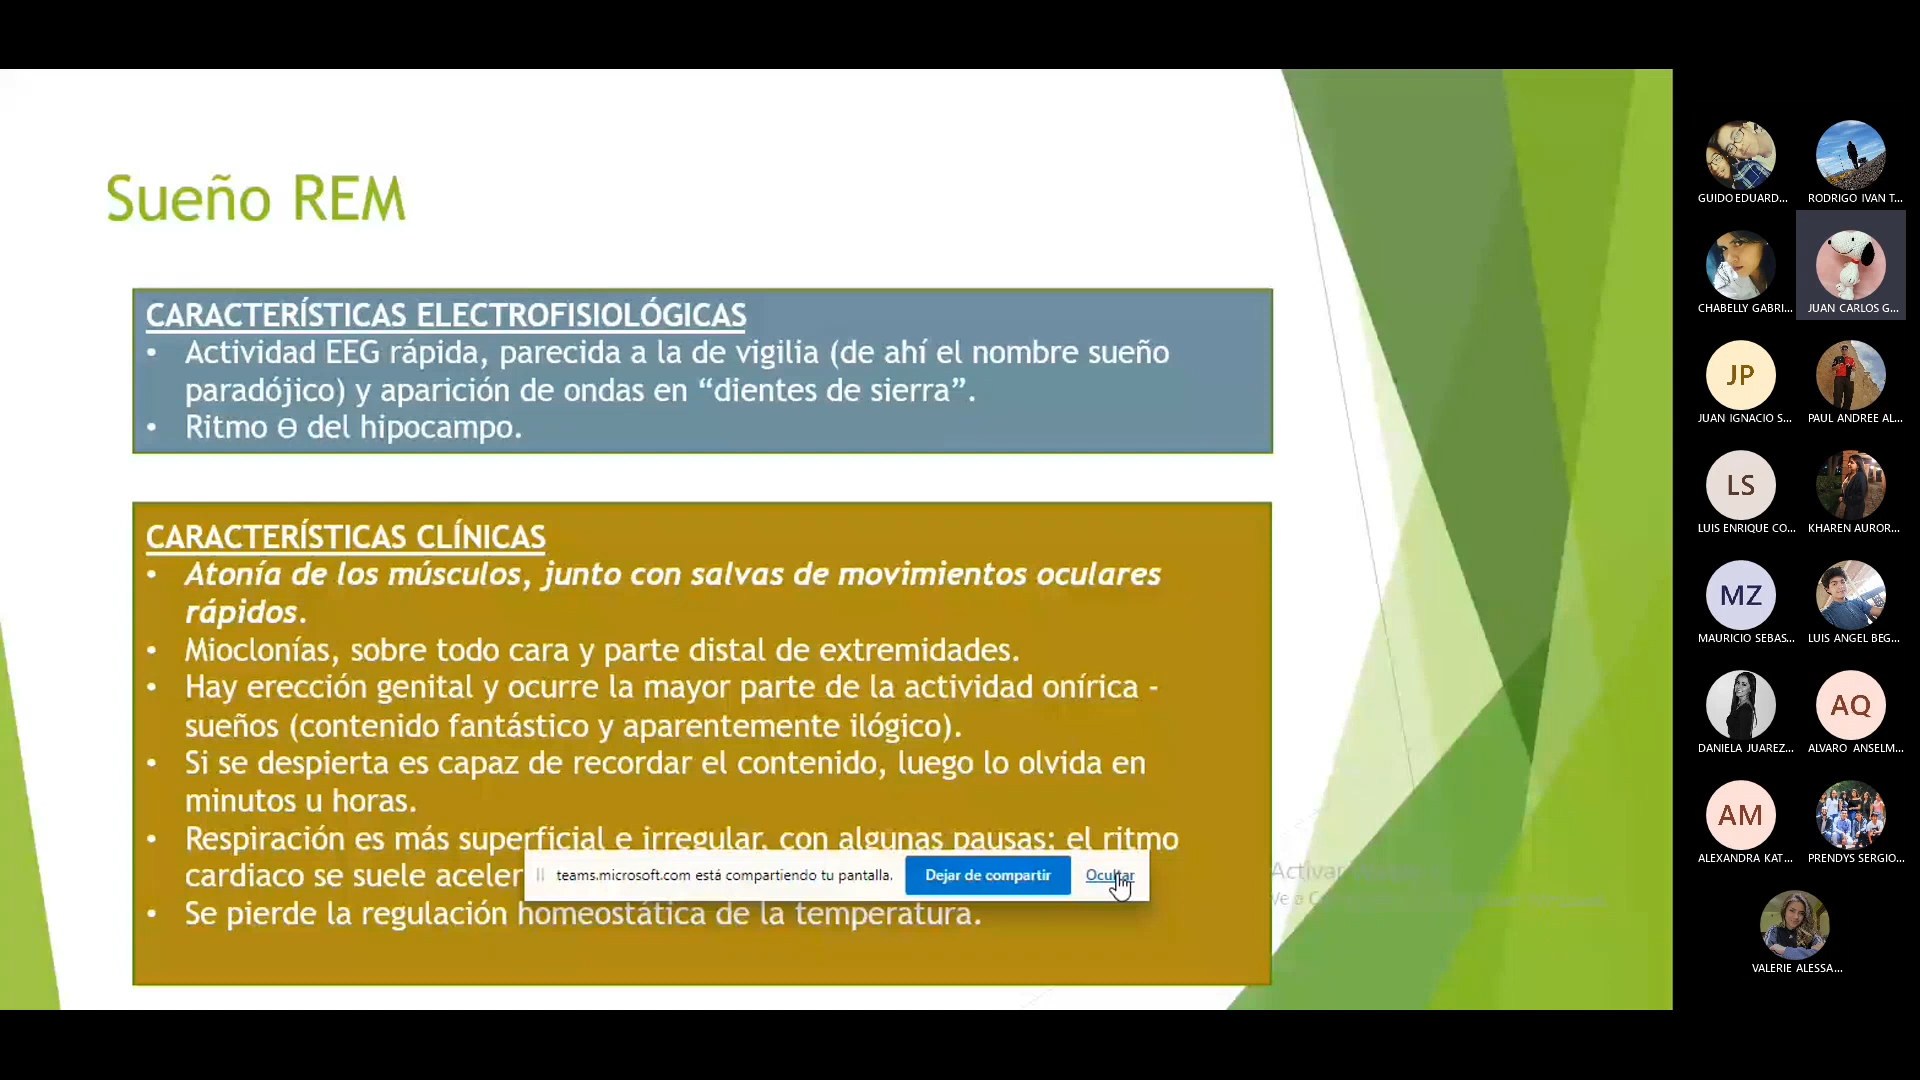 Sueño REM
CARACTERÍSTICAS ELECTROFISIOLÓGICAS
• Actividad EEG rápida, parecida a la de vigilia (de ahí el nombre sueño
paradójico) y aparición de ondas en “dientes de sierra”.
• Ritmo ϴ del hipocampo.
CARACTERÍSTICAS CLÍNICAS
• Atonía de los músculos, junto con salvas de movimientos oculares
rápidos.
• Mioclonías, sobre todo cara y parte distal de extremidades.
• Hay erección genital y ocurre la mayor parte de la actividad onírica -
sueños (contenido fantástico y aparentemente ilógico).
• Si se despierta es capaz de recordar el contenido, luego lo olvida en
minutos u horas.
• Respiración es más superficial e irregular, con algunas pausas; el ritmo
cardiaco se suele
• Se pierde la regulación homeostática de la temperatura.
teams.microsoft.com está compartiendo tu pantalla.
Dejar de compartir
Ocultar
GUIDO EDUARD...
RODRIGO IVAN T...
CHABELLY GABRI...
JUAN CARLOS G...
JP
JUAN IGNACIO S...
PAUL ANDREE AL...
LS
LUIS ENRIQUE CO...
KHAREN AUROR...
MZ
MAURICIO SEBAS...
LUIS ANGEL BEG...
DANIELA JUAREZ...
AQ
ALVARO ANSELM...
AM
ALEXANDRA KAT...
PRENDYS SERGIO...
VALERIE ALESSA...